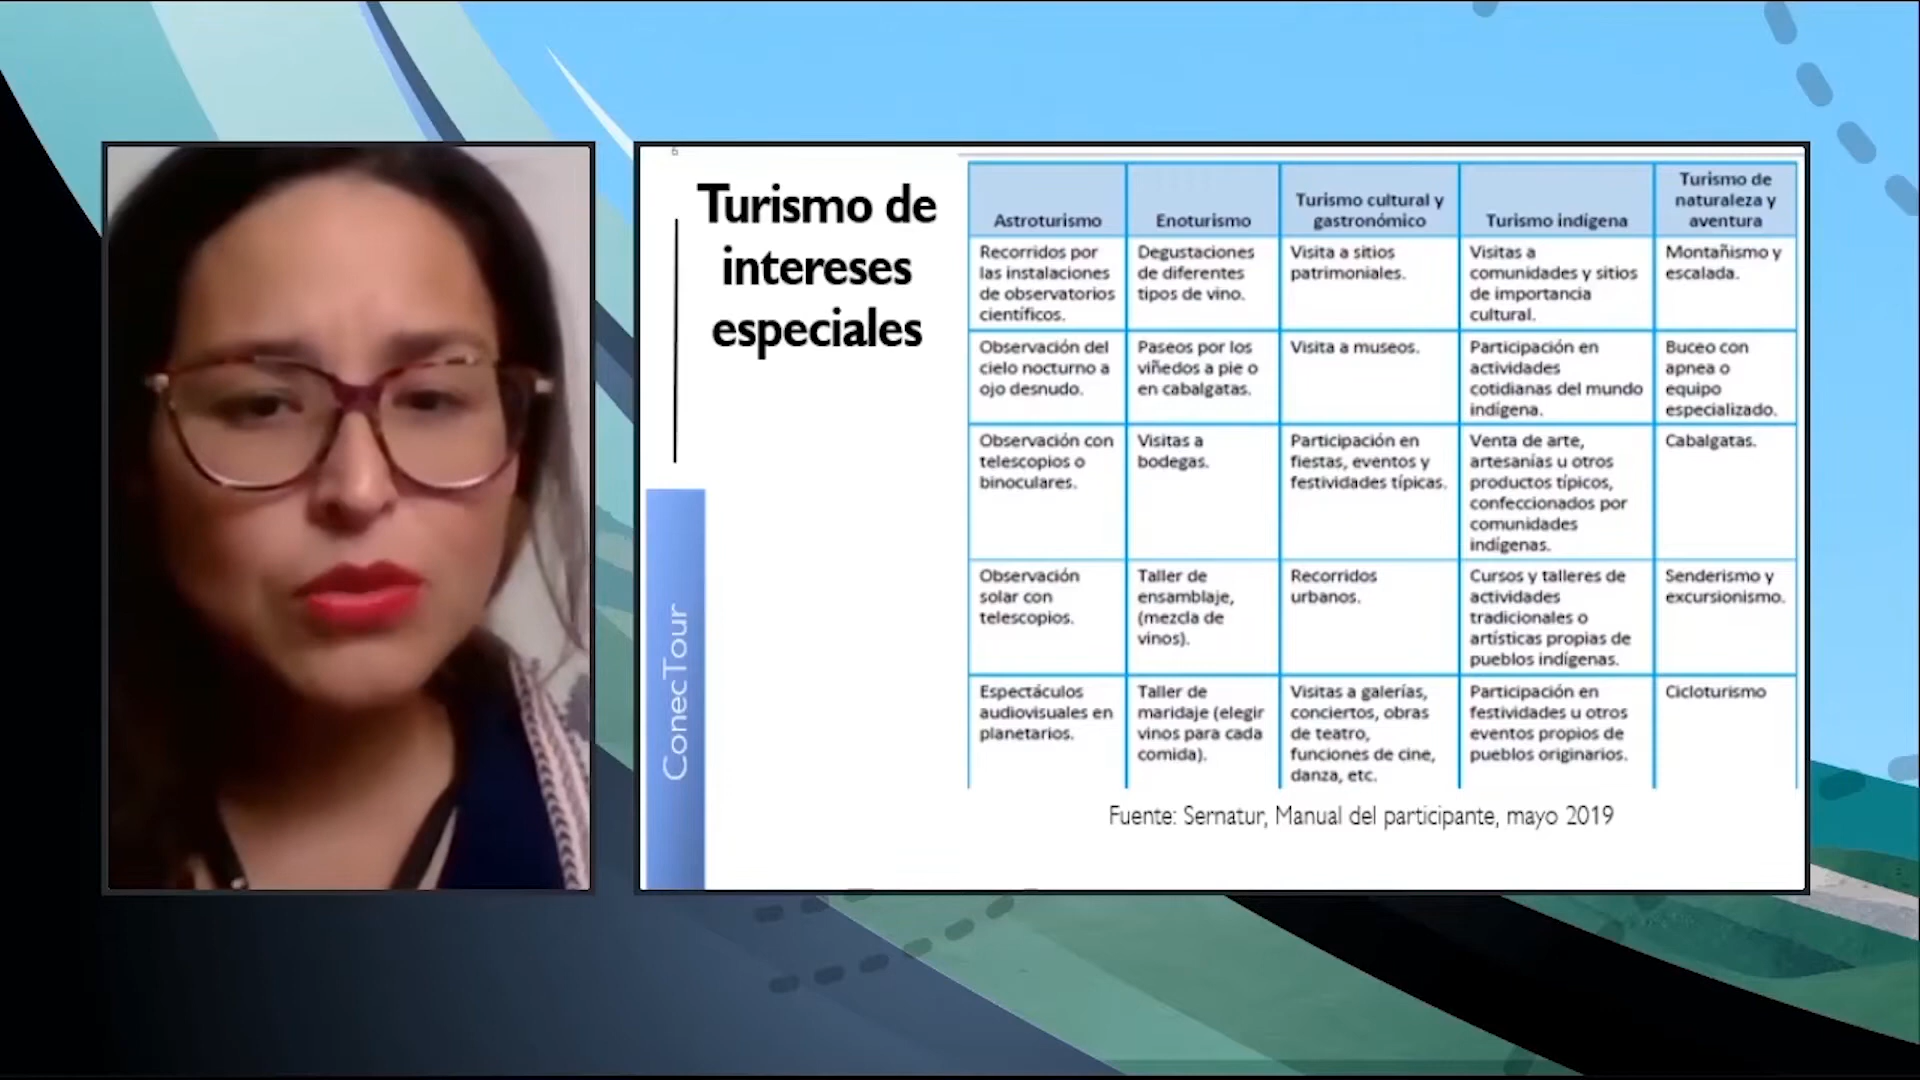 6
Turismo de
intereses
especiales
ConecTour
Astroturismo
Enoturismo
Turismo cultural y
gastronómico
Turismo indígena
Turismo de
naturaleza y
aventura
Recorridos por
las instalaciones
de observatorios
científicos.
Degustaciones
de diferentes
tipos de vino.
Visita a sitios
patrimoniales.
Visitas a
comunidades y sitios
de importancia
cultural.
Montañismo y
escalada.
Observación del
cielo nocturno a
ojo desnudo.
Paseos por los
viñedos a pie o
en cabalgatas.
Visita a museos.
Participación en
actividades
cotidianas del mundo
indígena.
Buceo con
apnea o
equipo
especializado.
Observación con
telescopios o
binoculares.
Visitas a
bodegas.
Participación en
fiestas, eventos y
festividades típicas.
Venta de arte,
artesanías u otros
productos típicos,
confeccionados por
comunidades
indígenas.
Cabalgatas.
Observación
solar con
telescopios.
Taller de
ensamblaje,
(mezcla de
vinos).
Recorridos
urbanos.
Cursos y talleres de
actividades
tradicionales o
artísticas propias de
pueblos indígenas.
Senderismo y
excursionismo.
Espectáculos
audiovisuales en
planetarios.
Taller de
maridaje (elegir
vinos para cada
comida).
Visitas a galerías,
conciertos, obras
de teatro,
funciones de cine,
danza, etc.
Participación en
festividades u otros
eventos propios de
pueblos originarios.
Cicloturismo
Fuente: Sernatur, Manual del participante, mayo 2019